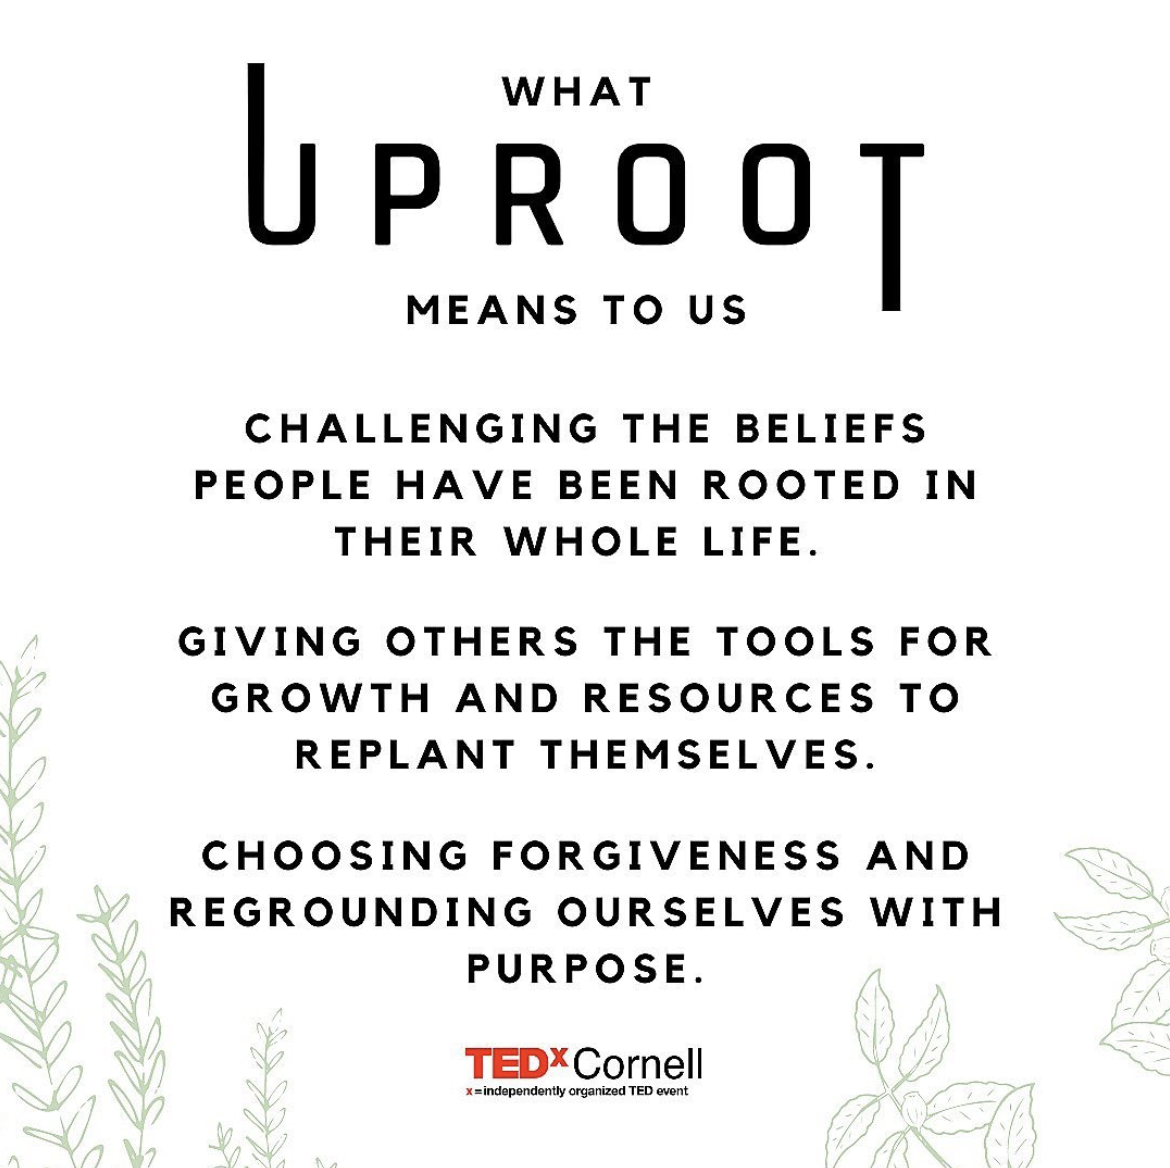 WHAT
UPROOT
MEANS TO US
CHALLENGING THE BELIEFS
PEOPLE HAVE BEEN ROOTED IN
THEIR WHOLE LIFE.
GIVING OTHERS THE TOOLS FOR
GROWTH AND RESOURCES TO
REPLANT THEMSELVES.
CHOOSING FORGIVENESS AND
REGROUNDING OURSELVES WITH
PURPOSE.
TEDx Cornell
x = independently organized TED event